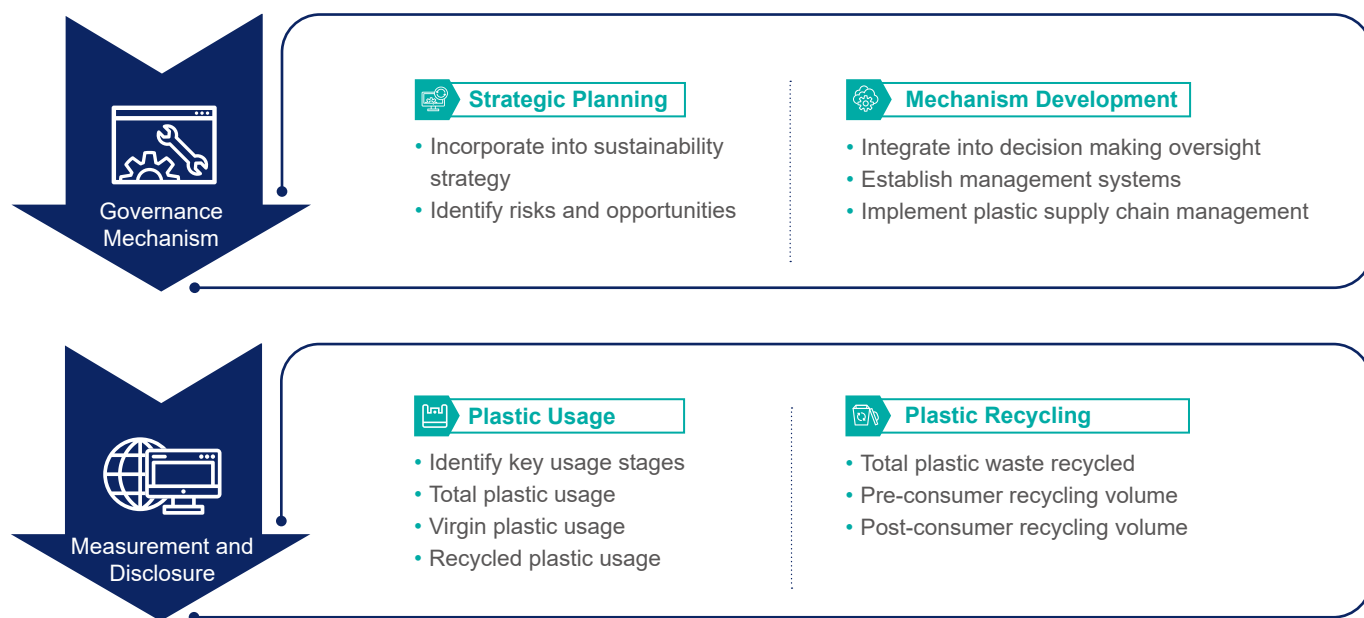 Governance
Mechanism
Strategic Planning
• Incorporate into sustainability
strategy
• Identify risks and opportunities
Mechanism Development
• Integrate into decision making oversight
• Establish management systems
• Implement plastic supply chain management
Measurement and
Disclosure
Plastic Usage
• Identify key usage stages
• Total plastic usage
• Virgin plastic usage
• Recycled plastic usage
Plastic Recycling
• Total plastic waste recycled
• Pre-consumer recycling volume
• Post-consumer recycling volume